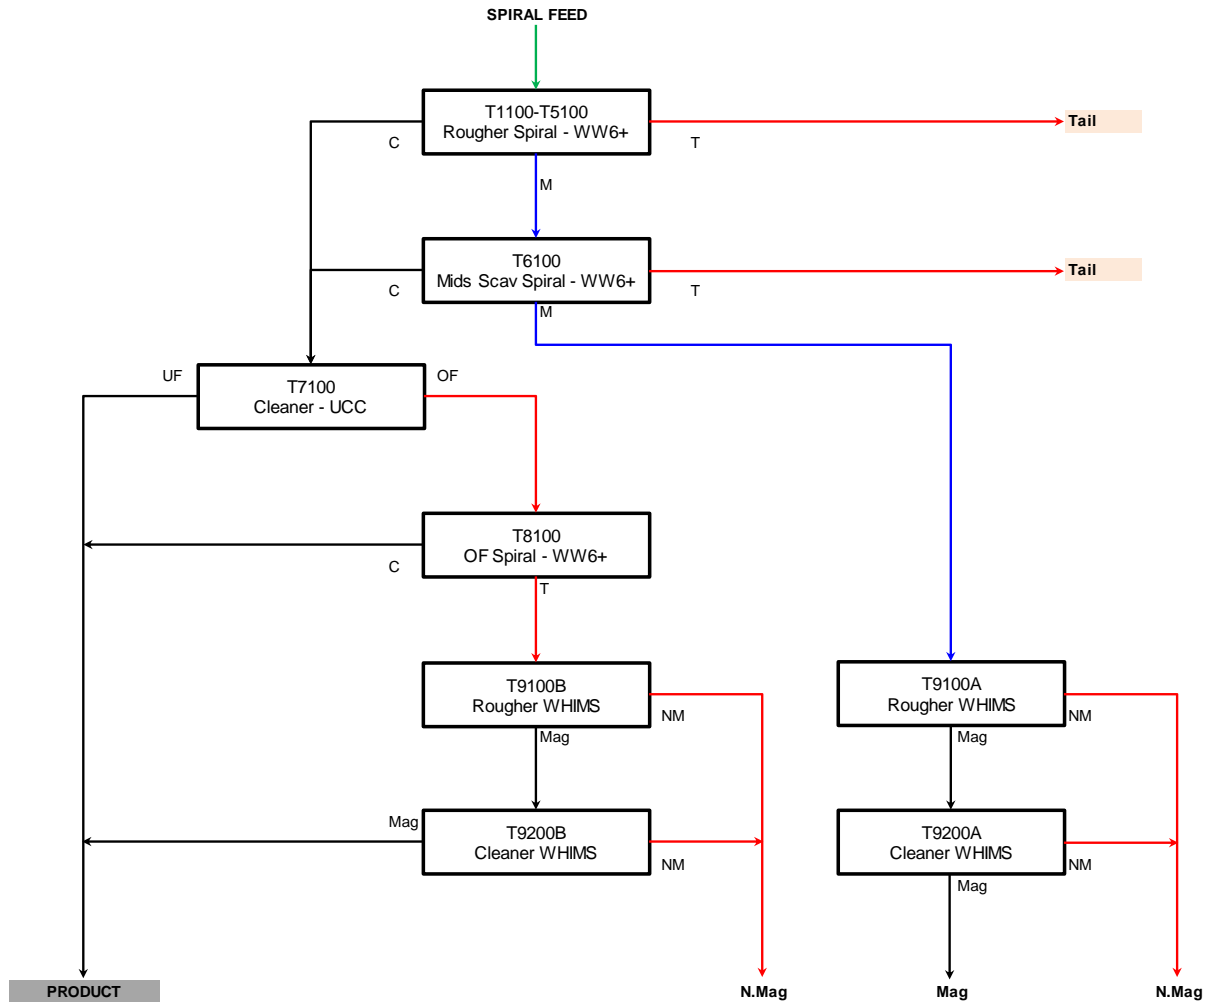 SPIRAL FEED
T1100-T5100
Rougher Spiral - WW6+
Tail
C
T
M
T6100
Mids Scav Spiral - WW6+
Tail
C
T
M
UF
OF
T7100
Cleaner - UCC
T8100
OF Spiral - WW6+
C
T
T9100B
Rougher WHIMS
NM
Mag
T9100A
Rougher WHIMS
NM
Mag
Mag
T9200B
Cleaner WHIMS
NM
T9200A
Cleaner WHIMS
NM
Mag
PRODUCT
N.Mag
Mag
N.Mag